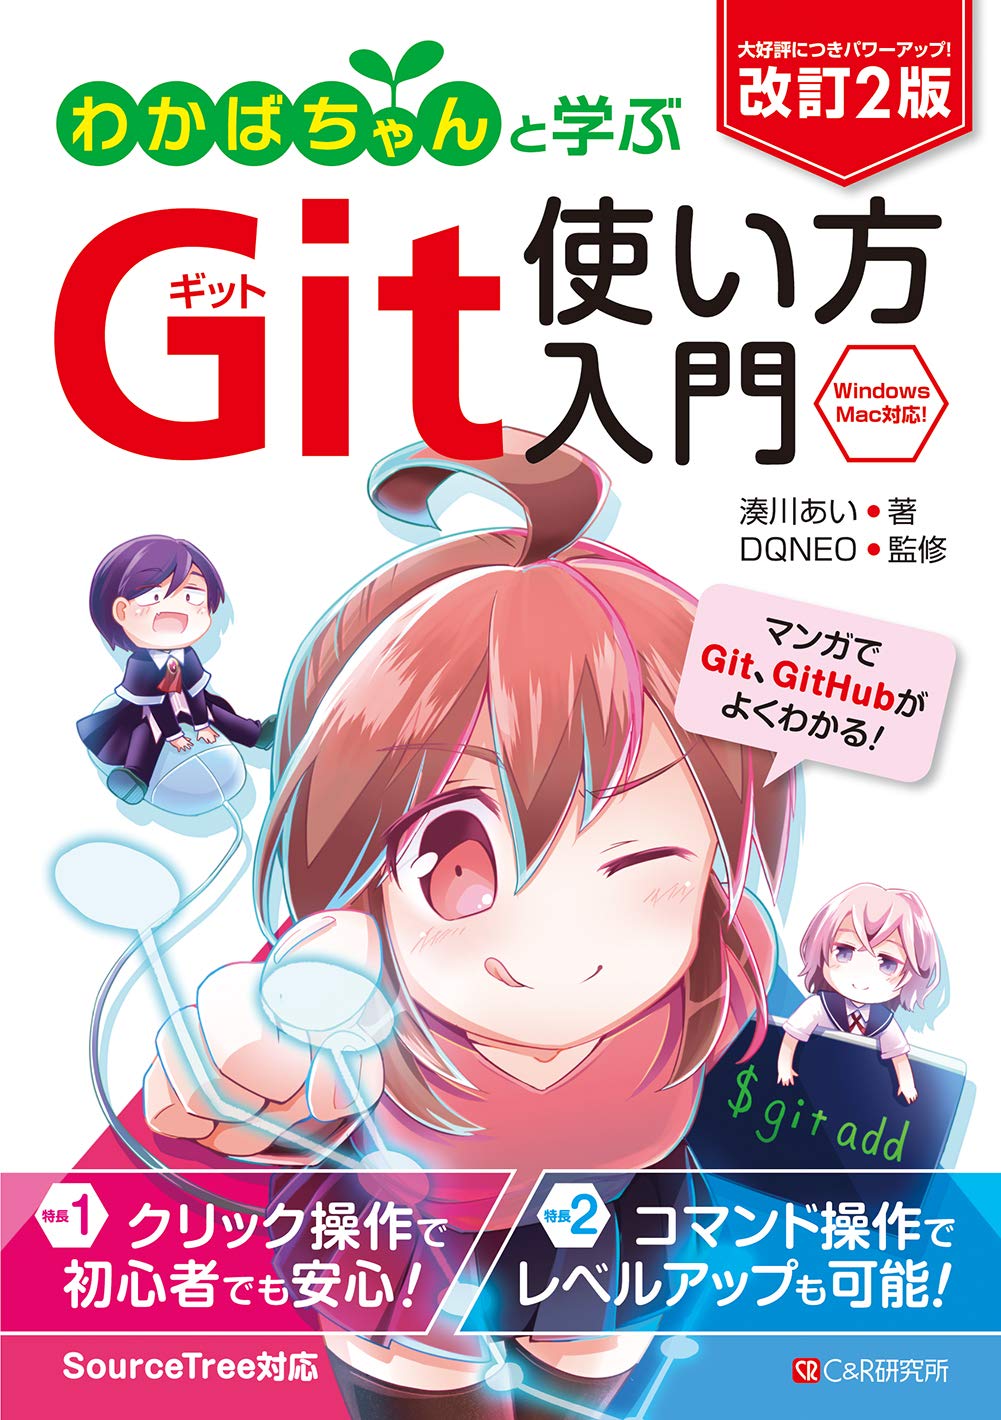 大好評につきパワーアップ!
改訂2版
わかばちゃんと学ぶ
Git
ギット
使い方
入門
Windows
Mac対応!
湊川あい●著
DQNEO●監修
マンガで
Git、GitHubが
よくわかる!
$git add
特長1
クリック操作で
初心者でも安心!
特長2
コマンド操作で
レベルアップも可能!
SourceTree対応
CR C&R研究所